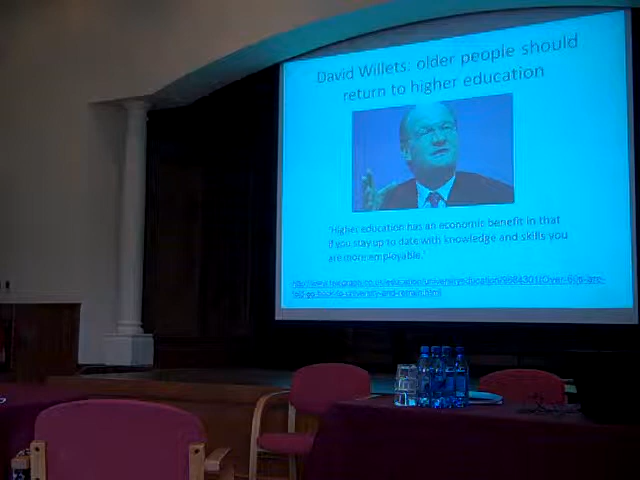 David Willets: older people should
return to higher education
'Higher education has an economic benefit in that
if you stay up to date with knowledge and skills you
are more employable.'